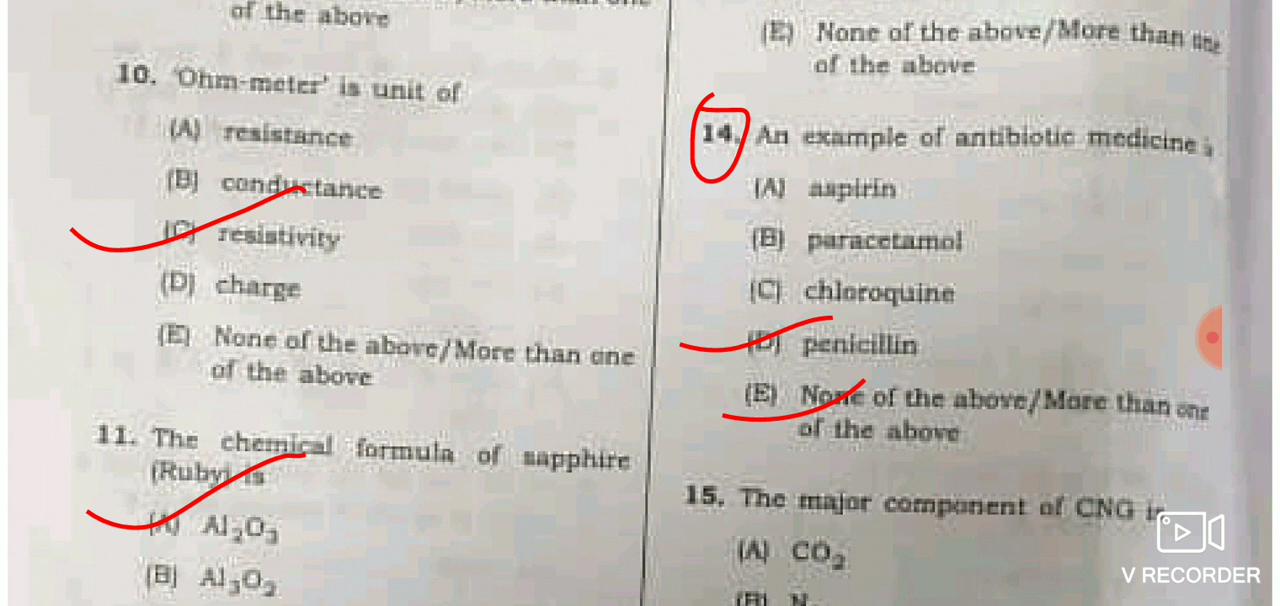 of the above
10. 'Ohm-meter' is unit of
(A) resistance
(B) conductance
(C) resistivity
(D) charge
(E) None of the above/More than one
of the above
11. The chemical formula of sapphire
(Ruby) is
(A) Al₂O₃
(B) Al₃O₂
(E) None of the above/More than one
of the above
14. An example of antibiotic medicine
(A) aspirin
(B) paracetamol
(C) chloroquine
(D) penicillin
(E) None of the above/More than one
of the above
15. The major component of CNG is
(A) CO₂
(B) N
V RECORDER